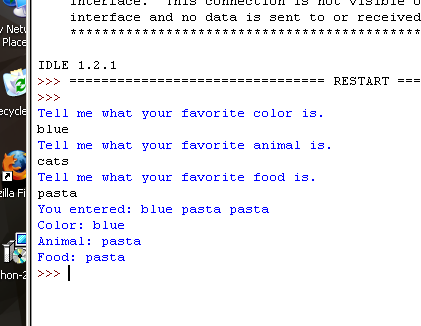 interface. This connection is not visible o
interface and no data is sent to or received
********************************************
IDLE 1.2.1
>>> ================================ RESTART ===
>>>
Tell me what your favorite color is.
blue
Tell me what your favorite animal is.
cats
Tell me what your favorite food is.
pasta
You entered: blue pasta pasta
Color: blue
Animal: pasta
Food: pasta
>>>
y Netw
Place
ecycle
zilla Fi
hon-2